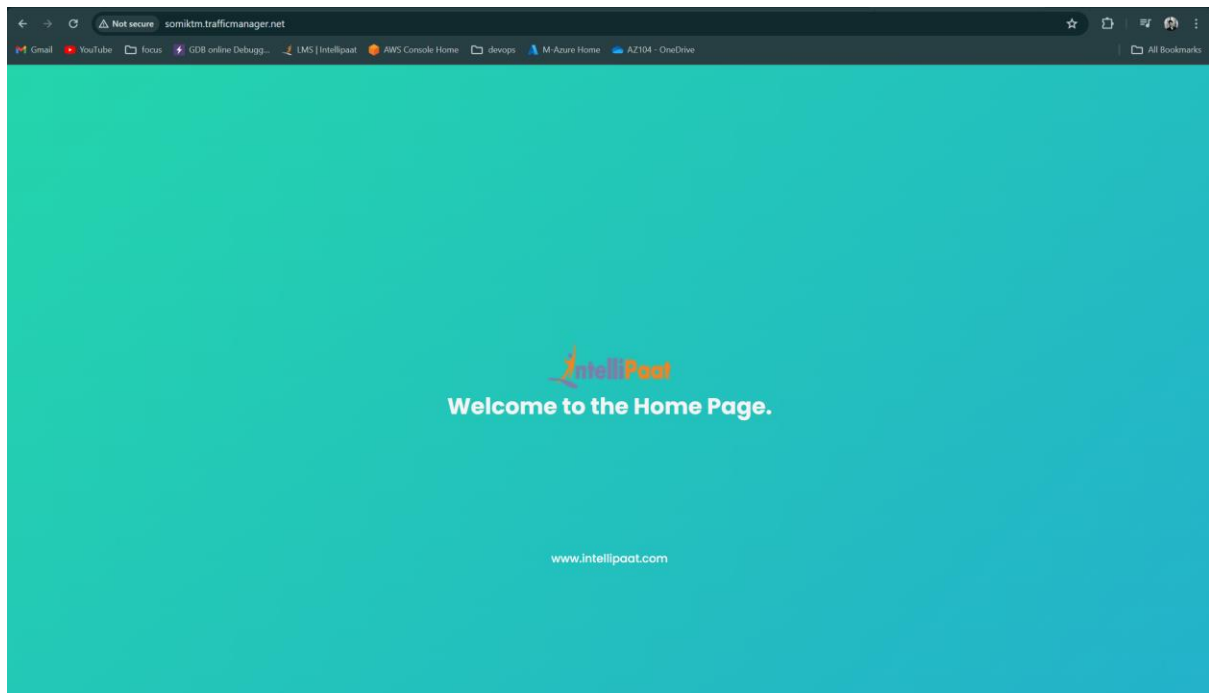 Not secure somiktm.trafficmanager.net
Gmail YouTube focus GDB online Debugg... LMS | Intellipaat AWS Console Home devops M-Azure Home AZ104 - OneDrive All Bookmarks
IntelliPaat
Welcome to the Home Page.
www.intellipaat.com